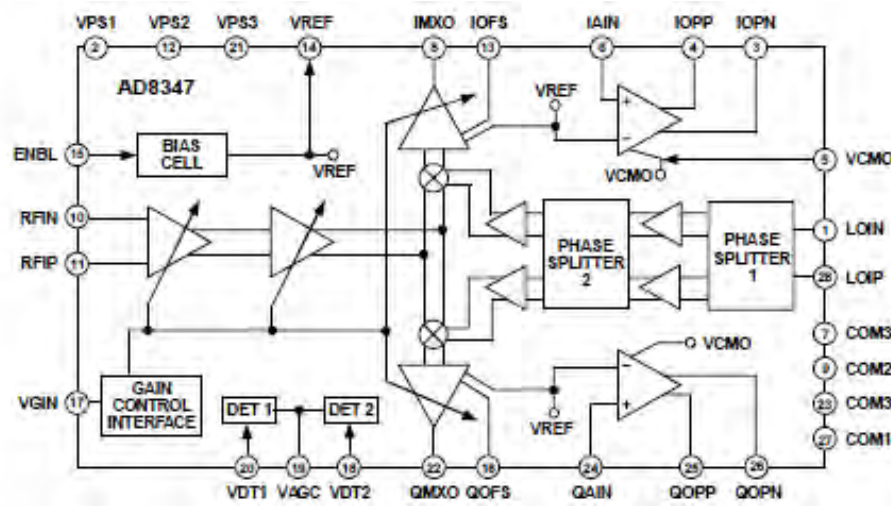 VPS1 VPS2 VPS3 VREF IMXO IOFS IAIN IOPP IOPN
2 12 21 14 8 13 6 4 3
AD8347
VREF
BIAS
CELL
ENBL 15
VREF
VCMO
5 VCMO
RFIN 10
RFIP 11
PHASE
SPLITTER
2
PHASE
SPLITTER
1
1 LOIN
28 LOIP
7 COM3
VCMO
9 COM2
VGIN 17
GAIN
CONTROL
INTERFACE
DET 1 DET 2
VREF
23 COM3
27 COM1
20 19 18 22 16 24 25 26
VDT1 VAGC VDT2 QMXO QOFS QAIN QOPP QOPN